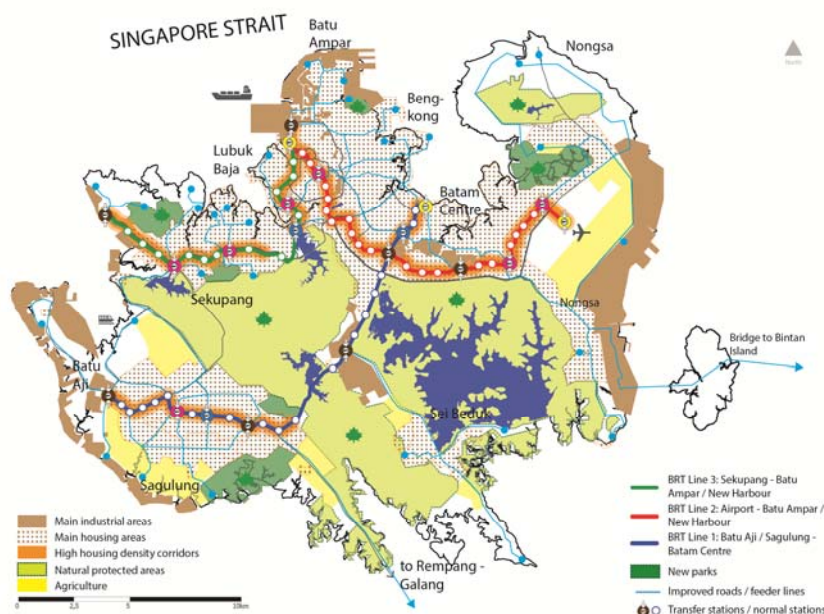 SINGAPORE STRAIT
Batu
Ampar
Nongsa
North
Beng-
kong
Lubuk
Baja
Batam
Centre
Sekupang
Nongsa
Bridge to Bintan
Island
Batu
Aji
Sei Beduk
Sagulung
to Rempang -
Galang
Main industrial areas
Main housing areas
High housing density corridors
Natural protected areas
Agriculture
0 2,5 5 10km
BRT Line 3: Sekupang - Batu
Ampar / New Harbour
BRT Line 2: Airport - Batu Ampar /
New Harbour
BRT Line 1: Batu Aji / Sagulung -
Batam Centre
New parks
Improved roads / feeder lines
Transfer stations / normal stations